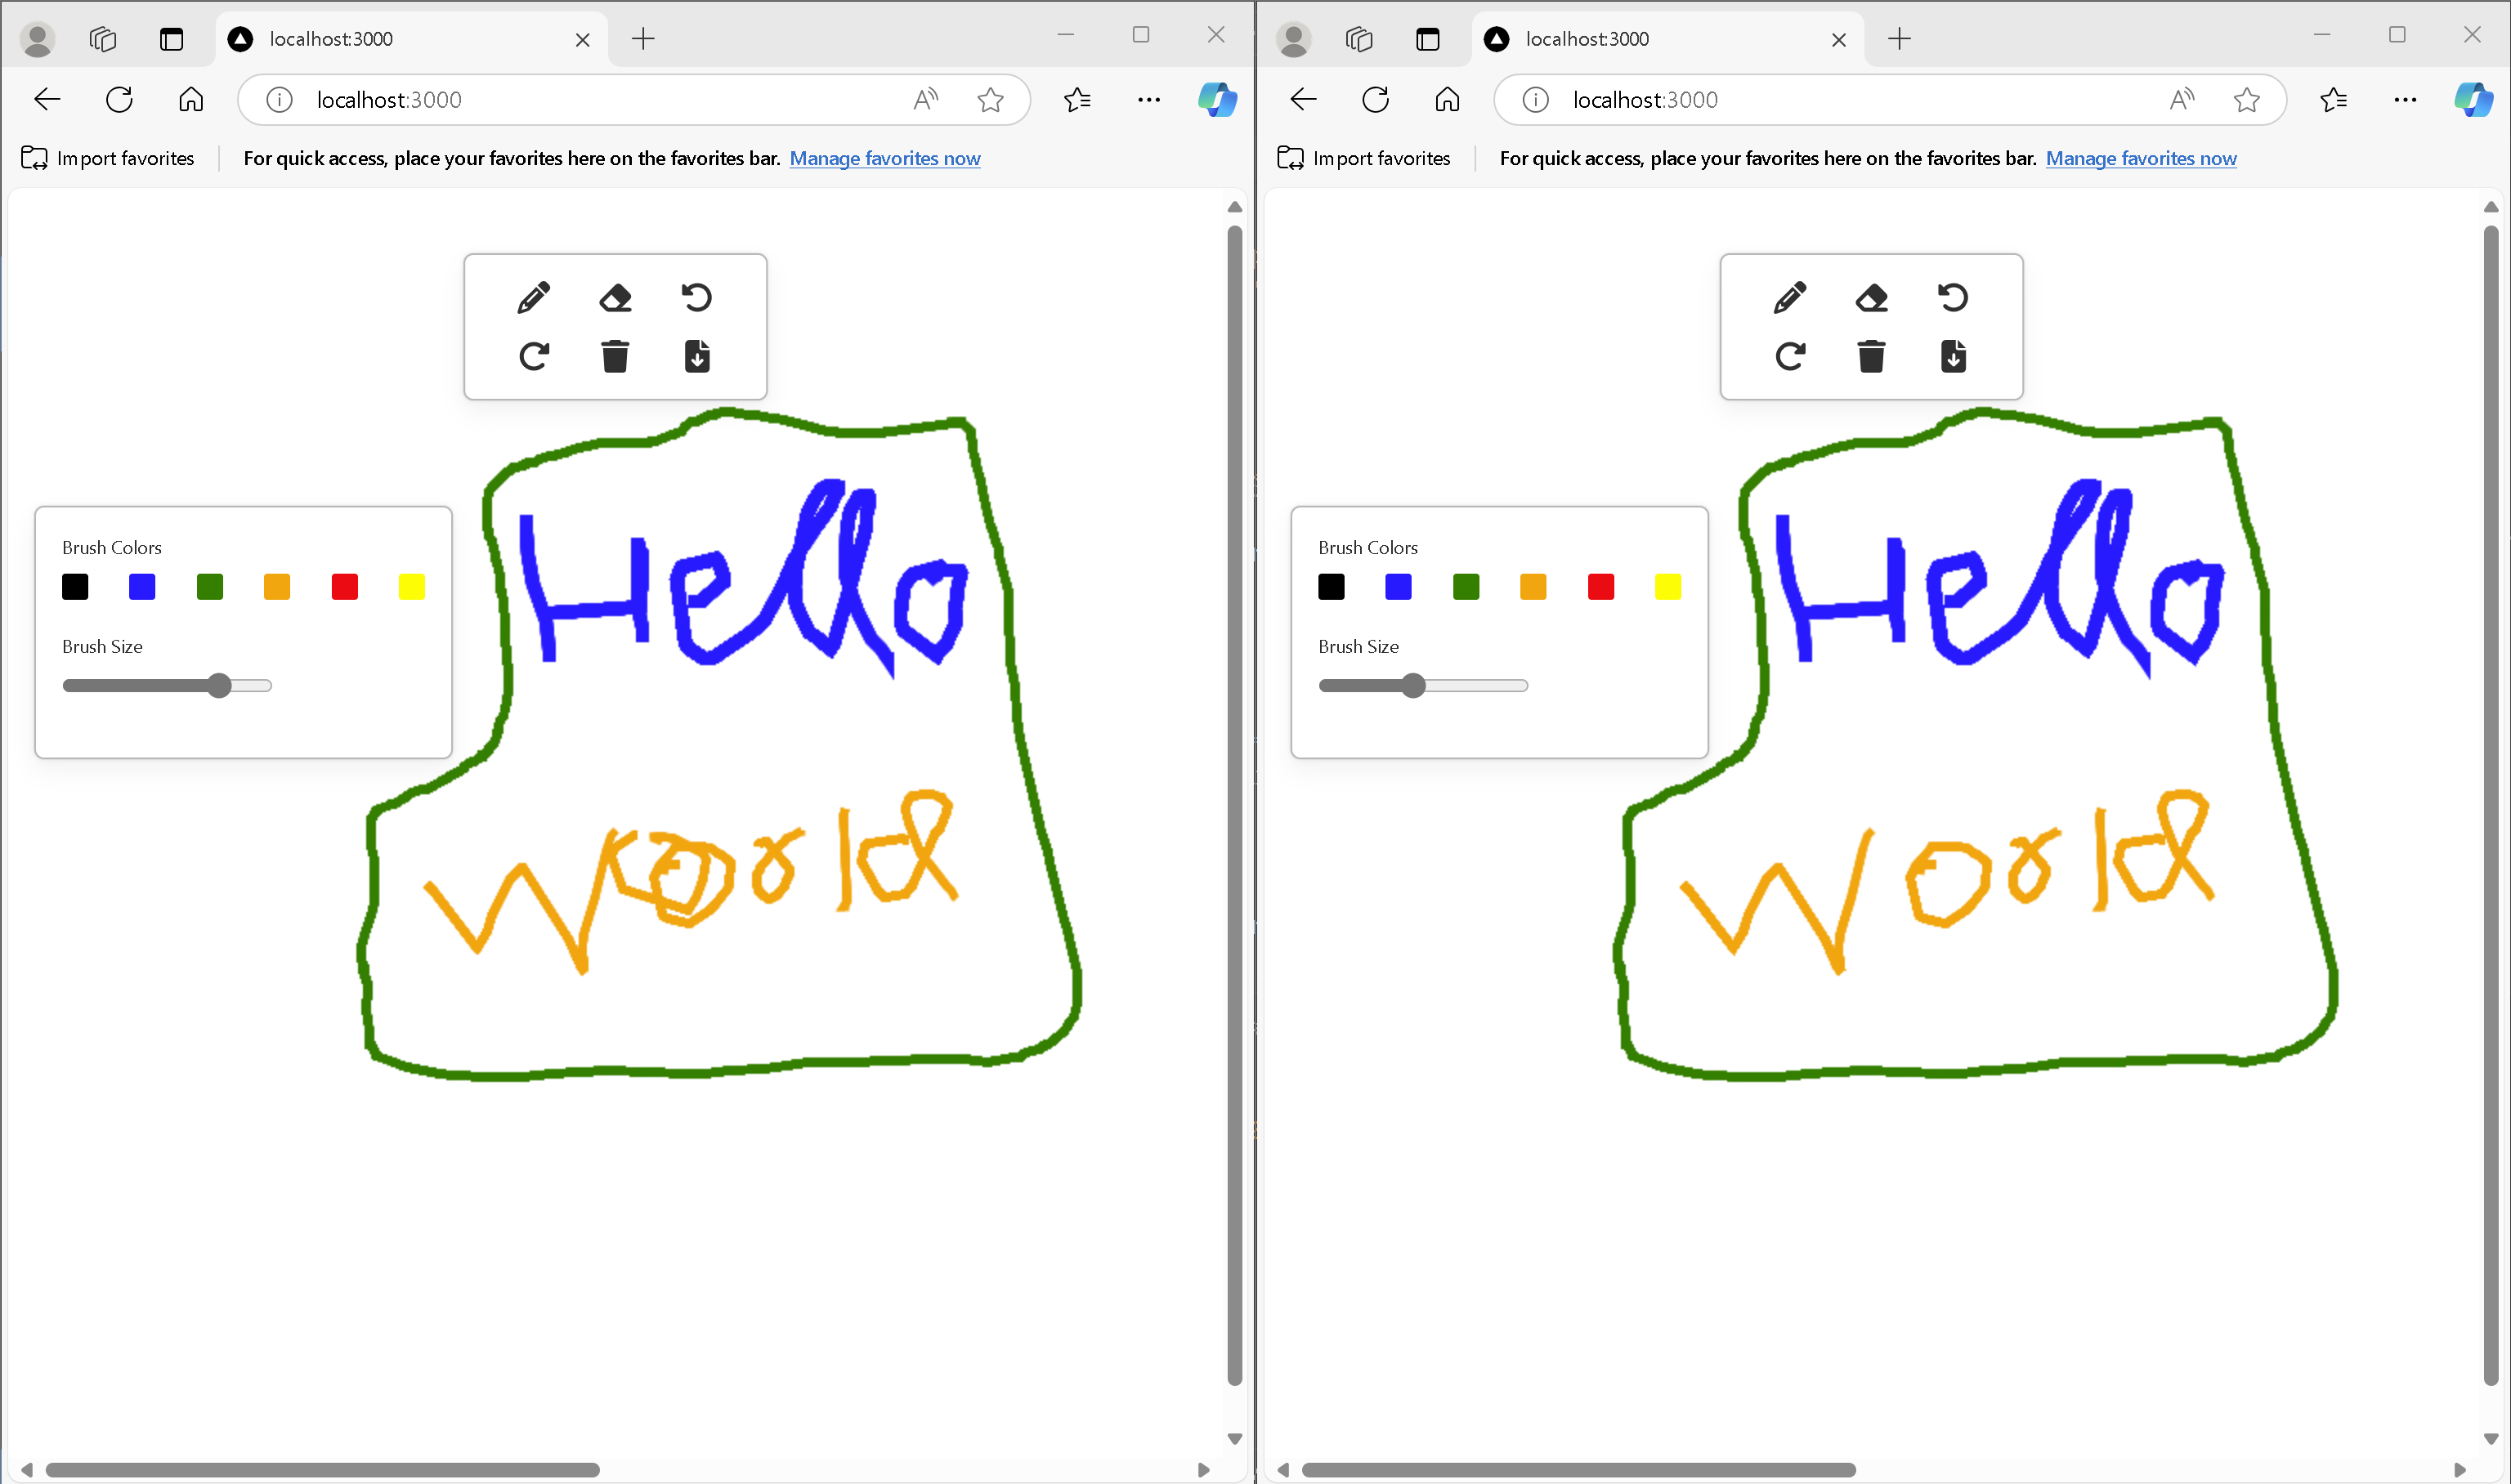 localhost:3000
localhost:3000
Import favorites For quick access, place your favorites here on the favorites bar. Manage favorites now
Brush Colors
Brush Size
Hello
World
localhost:3000
localhost:3000
Import favorites For quick access, place your favorites here on the favorites bar. Manage favorites now
Brush Colors
Brush Size
Hello
World